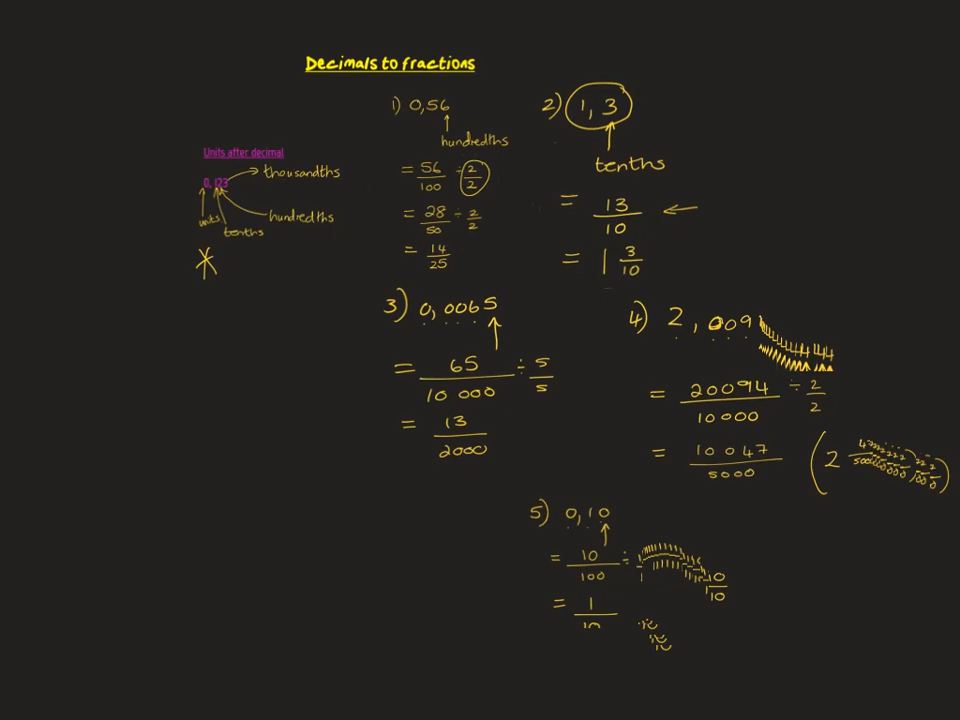 Decimals to fractions
Units after decimal
0, 123
thousandths
hundredths
units
tenths
1) 0,56
hundredths
= 56/100 ÷ 2/2
= 28/50 ÷ 2/2
= 14/25
2) 1, 3
tenths
= 13/10
= 1 3/10
3) 0,0065
= 65/10 000 ÷ 5/5
= 13/2000
4) 2,009
= 20094/10000 ÷ 2/2
= 10047/5000
5) 0,10
= 10/100 ÷ 10/10
= 1/10